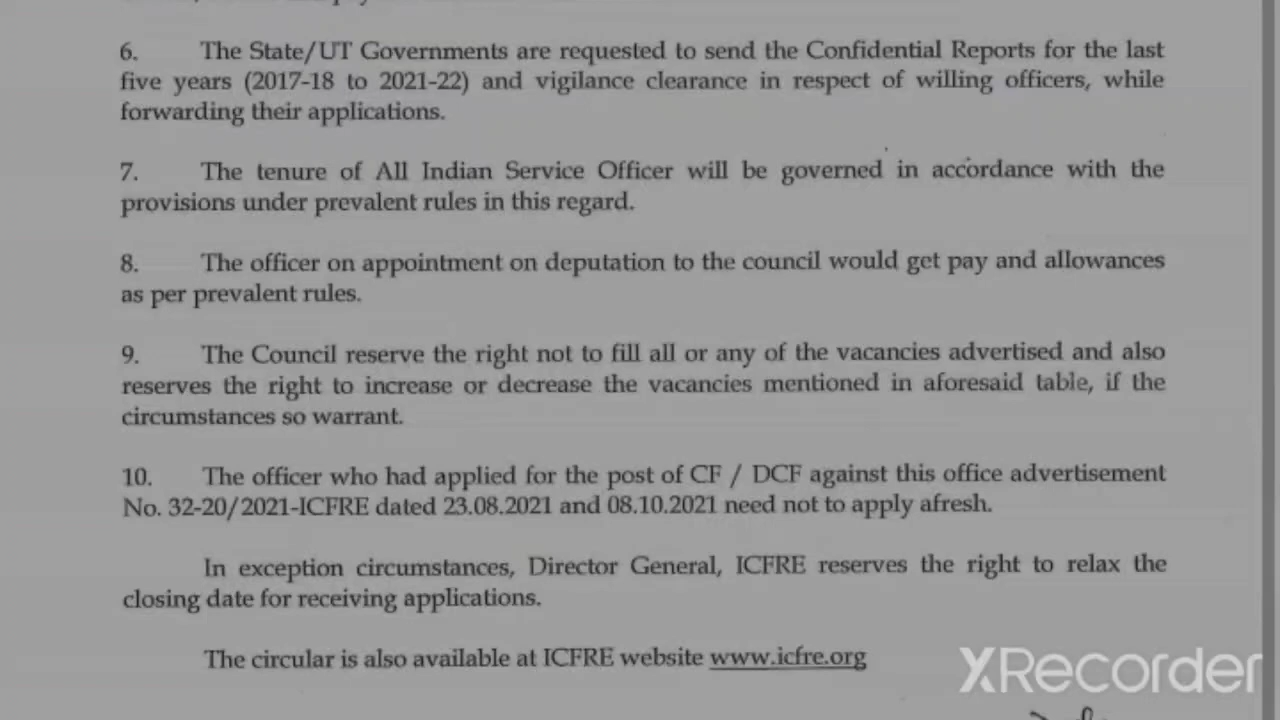 6. The State/UT Governments are requested to send the Confidential Reports for the last
five years (2017-18 to 2021-22) and vigilance clearance in respect of willing officers, while
forwarding their applications.
7. The tenure of All Indian Service Officer will be governed in accordance with the
provisions under prevalent rules in this regard.
8. The officer on appointment on deputation to the council would get pay and allowances
as per prevalent rules.
9. The Council reserve the right not to fill all or any of the vacancies advertised and also
reserves the right to increase or decrease the vacancies mentioned in aforesaid table, if the
circumstances so warrant.
10. The officer who had applied for the post of CF / DCF against this office advertisement
No. 32-20/2021-ICFRE dated 23.08.2021 and 08.10.2021 need not to apply afresh.
In exception circumstances, Director General, ICFRE reserves the right to relax the
closing date for receiving applications.
The circular is also available at ICFRE website www.icfre.org
XRecorder